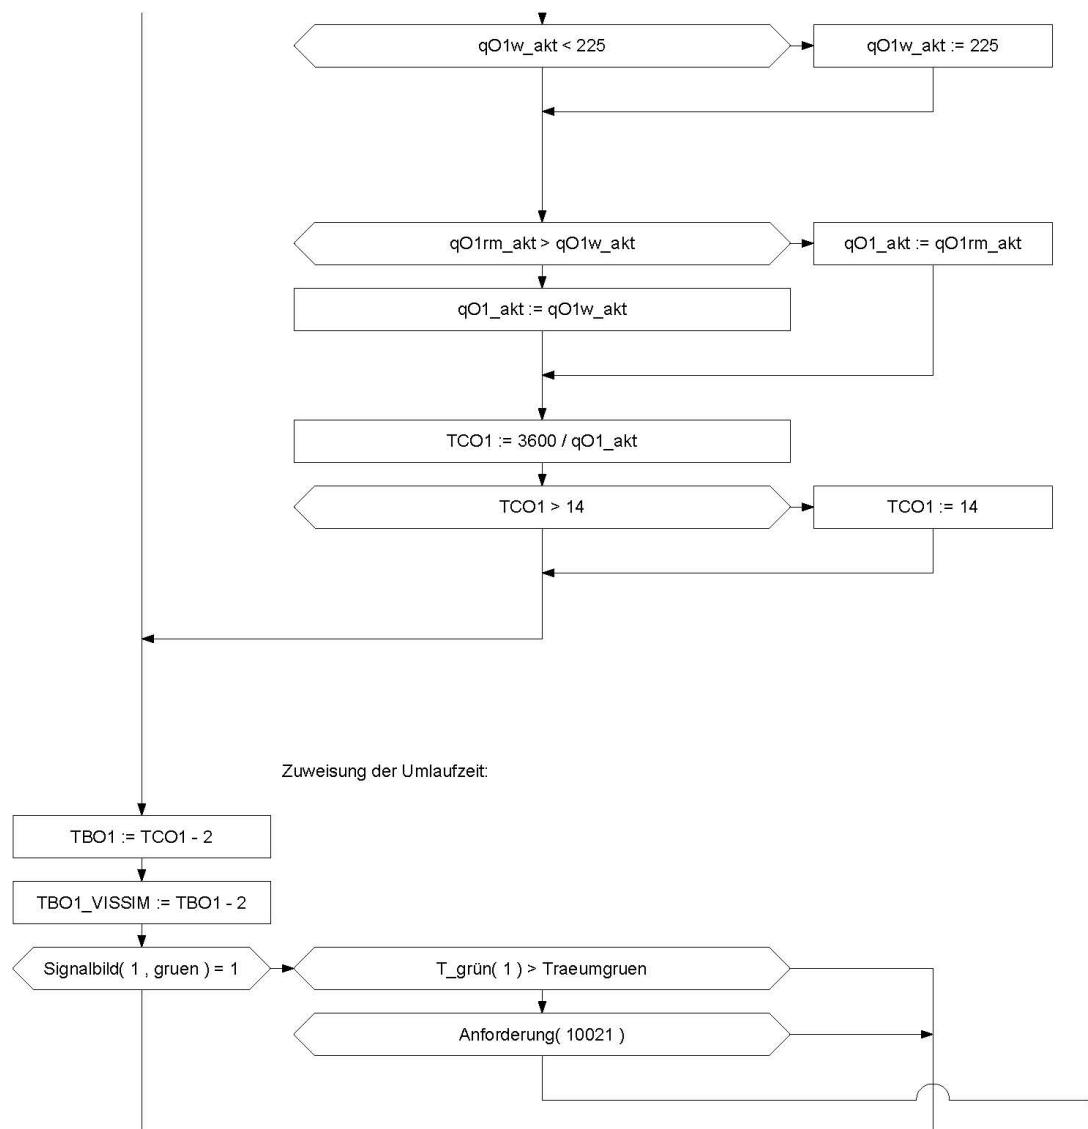 qO1w_akt < 225
qO1w_akt := 225
qO1rm_akt > qO1w_akt
qO1_akt := qO1rm_akt
qO1_akt := qO1w_akt
TCO1 := 3600 / qO1_akt
TCO1 > 14
TCO1 := 14
Zuweisung der Umlaufzeit:
TBO1 := TCO1 - 2
TBO1_VISSIM := TBO1 - 2
Signalbild( 1 , gruen ) = 1
T_grün( 1 ) > Traeumgruen
Anforderung( 10021 )